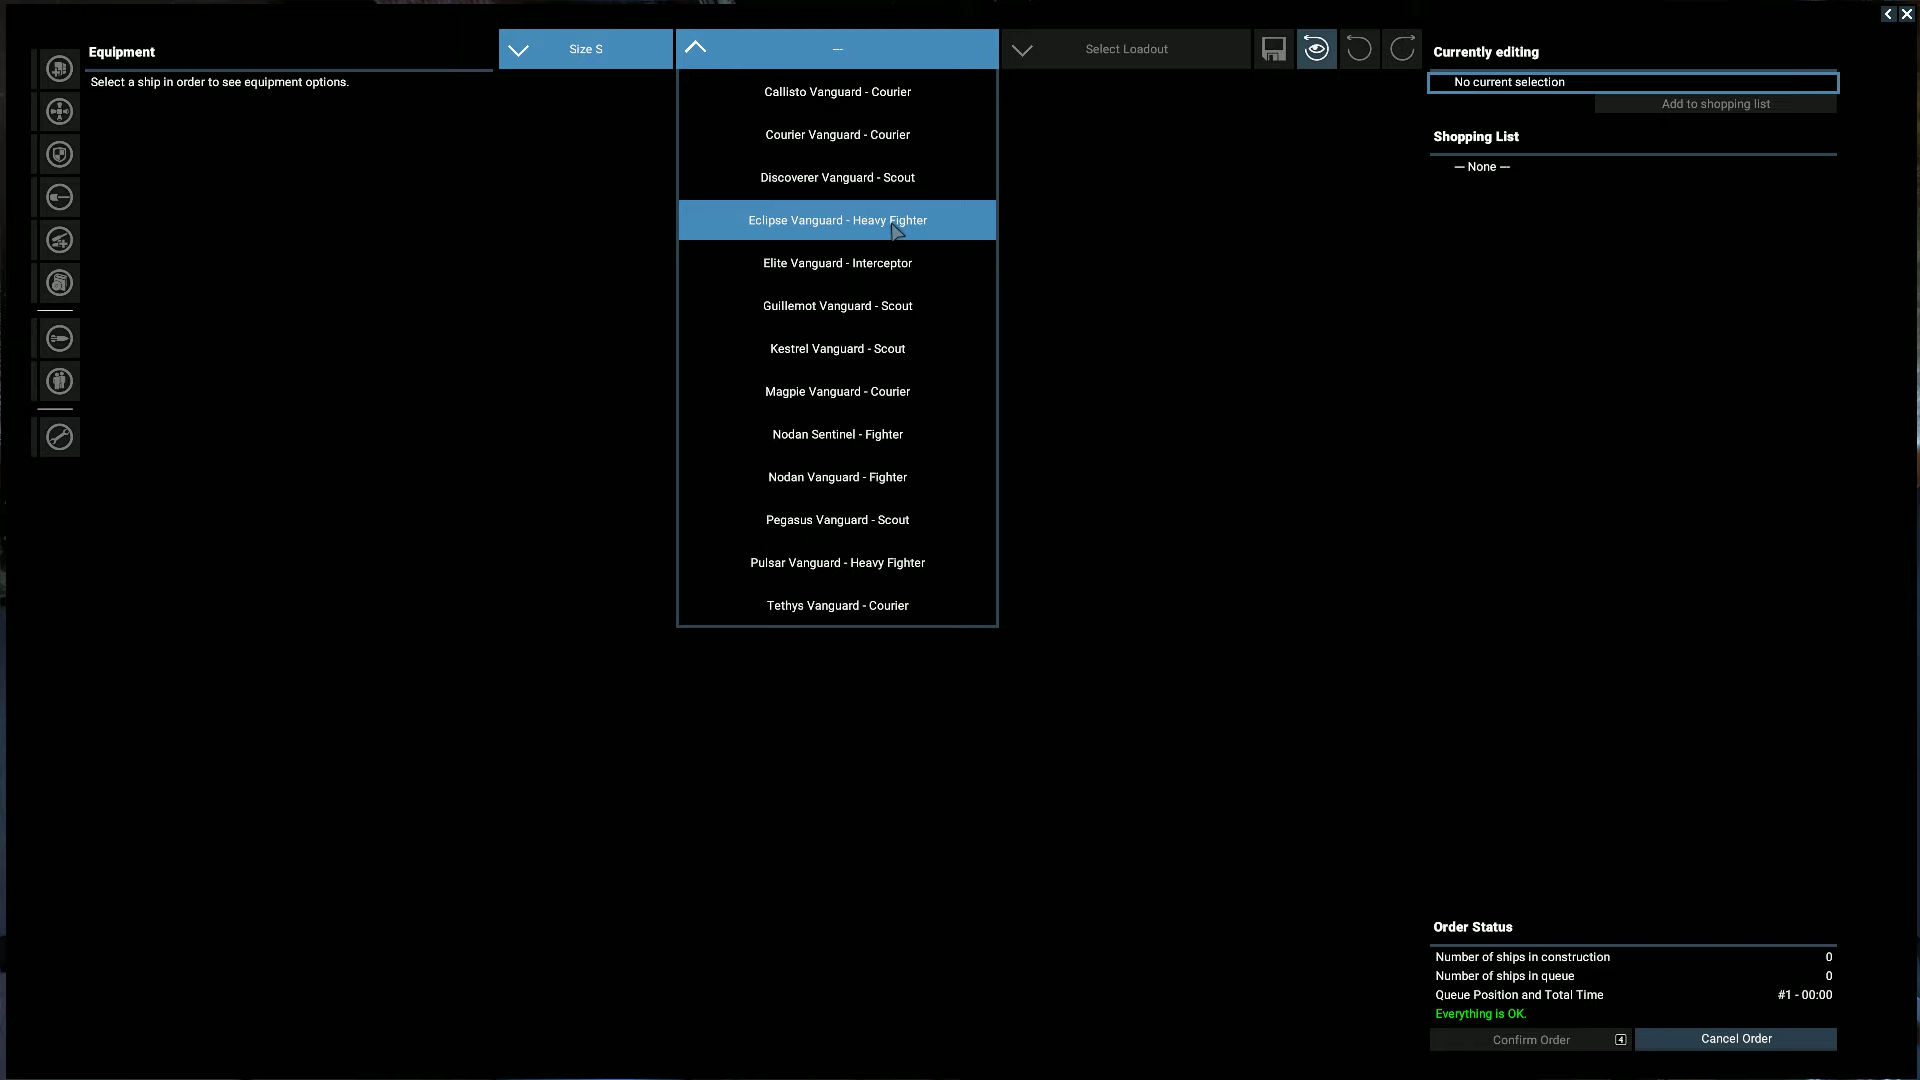 Equipment
Select a ship in order to see equipment options.
Size S
---
Select Loadout
Callisto Vanguard - Courier
Courier Vanguard - Courier
Discoverer Vanguard - Scout
Eclipse Vanguard - Heavy Fighter
Elite Vanguard - Interceptor
Guillemot Vanguard - Scout
Kestrel Vanguard - Scout
Magpie Vanguard - Courier
Nodan Sentinel - Fighter
Nodan Vanguard - Fighter
Pegasus Vanguard - Scout
Pulsar Vanguard - Heavy Fighter
Tethys Vanguard - Courier
Currently editing
No current selection
Add to shopping list
Shopping List
— None —
Order Status
Number of ships in construction 0
Number of ships in queue 0
Queue Position and Total Time #1 - 00:00
Everything is OK.
Confirm Order 4
Cancel Order